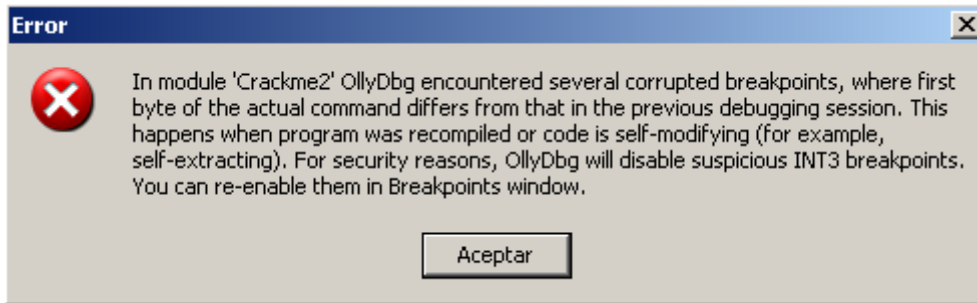 Error
In module 'Crackme2' OllyDbg encountered several corrupted breakpoints, where first
byte of the actual command differs from that in the previous debugging session. This
happens when program was recompiled or code is self-modifying (for example,
self-extracting). For security reasons, OllyDbg will disable suspicious INT3 breakpoints.
You can re-enable them in Breakpoints window.
Aceptar